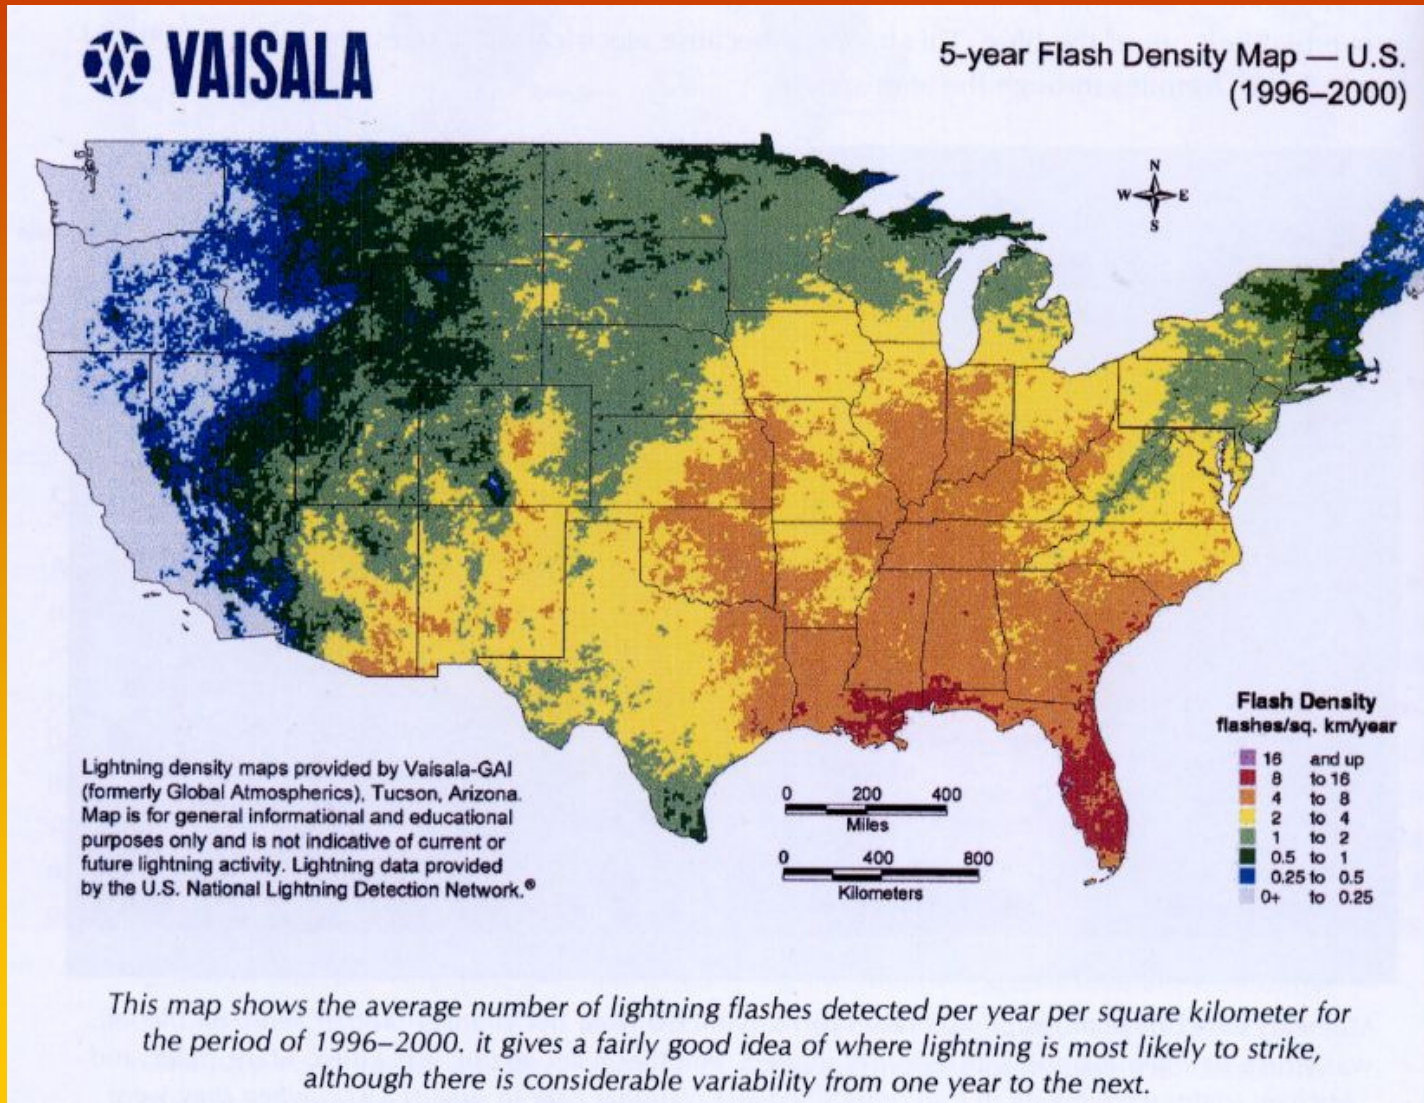 VAISALA
5-year Flash Density Map — U.S.
(1996–2000)
N
W E
S
Flash Density
flashes/sq. km/year
16 and up
8 to 16
4 to 8
2 to 4
1 to 2
0.5 to 1
0.25 to 0.5
0+ to 0.25
Lightning density maps provided by Vaisala-GAI
(formerly Global Atmospherics), Tucson, Arizona.
Map is for general informational and educational
purposes only and is not indicative of current or
future lightning activity. Lightning data provided
by the U.S. National Lightning Detection Network.®
0 200 400
Miles
0 400 800
Kilometers
This map shows the average number of lightning flashes detected per year per square kilometer for
the period of 1996–2000. it gives a fairly good idea of where lightning is most likely to strike,
although there is considerable variability from one year to the next.